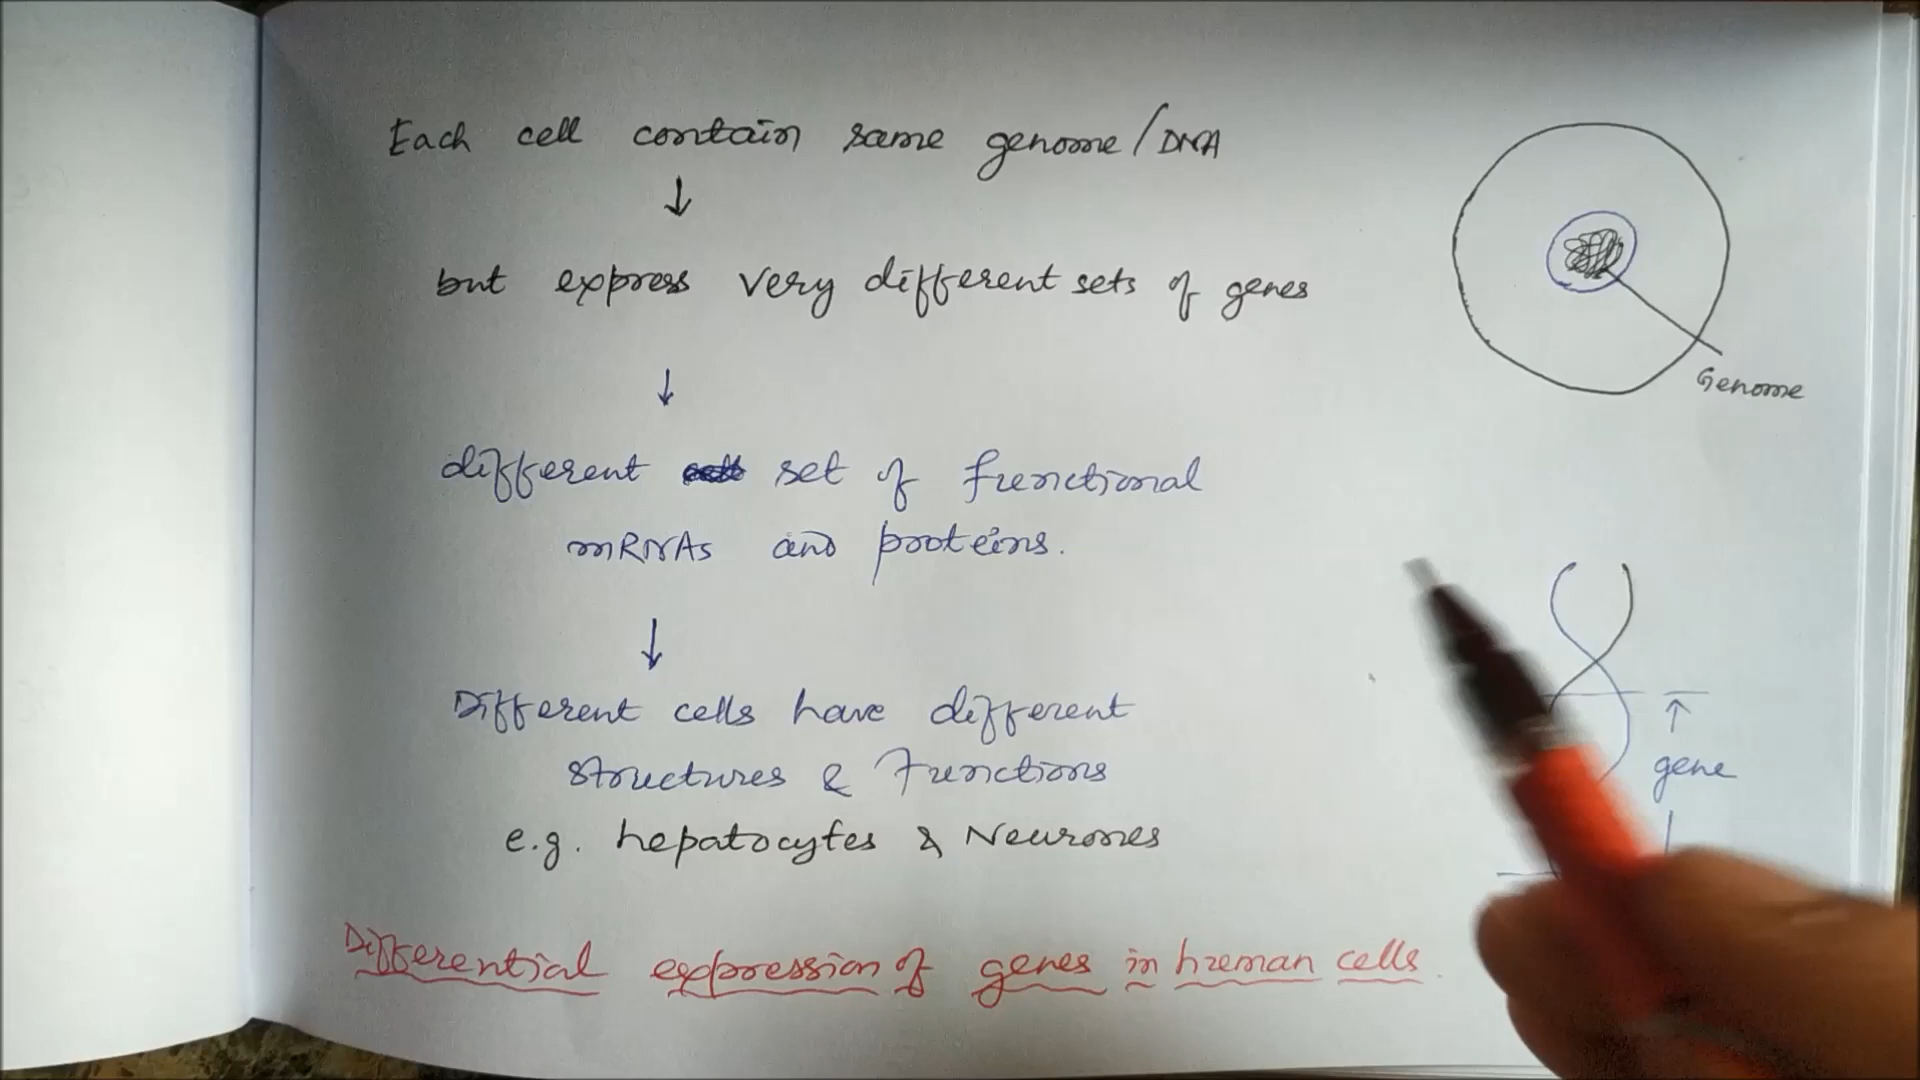 Each cell contain same genome/DNA
↓
but express very different sets of genes
↓
different set of functional
mRNAs and proteins.
↓
Different cells have different
structures & Functions
e.g. hepatocytes & Neurones
Differential expression of genes in human cells.
Genome
↑
gene